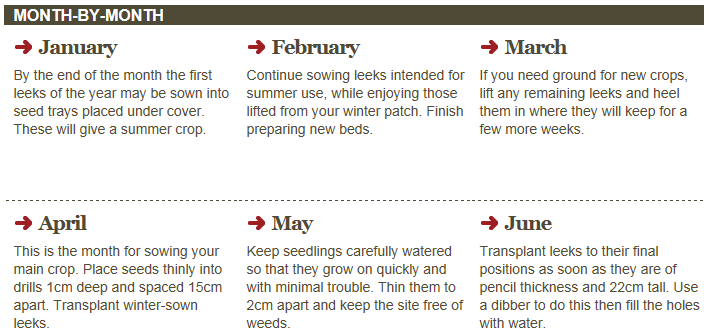 MONTH-BY-MONTH
January
By the end of the month the first
leeks of the year may be sown into
seed trays placed under cover.
These will give a summer crop.
February
Continue sowing leeks intended for
summer use, while enjoying those
lifted from your winter patch. Finish
preparing new beds.
March
If you need ground for new crops,
lift any remaining leeks and heel
them in where they will keep for a
few more weeks.
April
This is the month for sowing your
main crop. Place seeds thinly into
drills 1cm deep and spaced 15cm
apart. Transplant winter-sown
leeks.
May
Keep seedlings carefully watered
so that they grow on quickly and
with minimal trouble. Thin them to
2cm apart and keep the site free of
weeds.
June
Transplant leeks to their final
positions as soon as they are of
pencil thickness and 22cm tall. Use
a dibber to do this then fill the holes
with water.